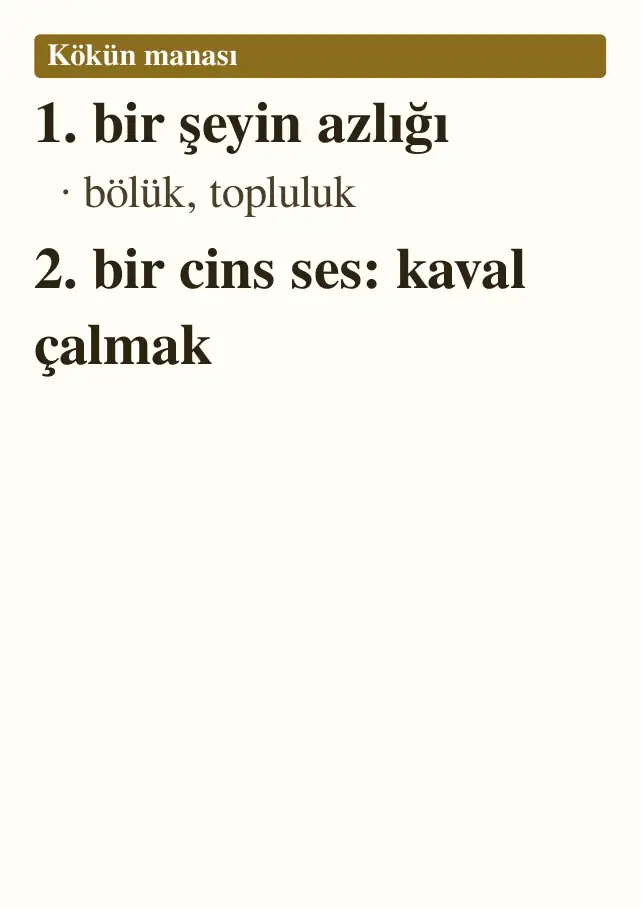 Kökün manası
1. bir şeyin azlığı
· bölük, topluluk
2. bir cins ses: kaval
çalmak